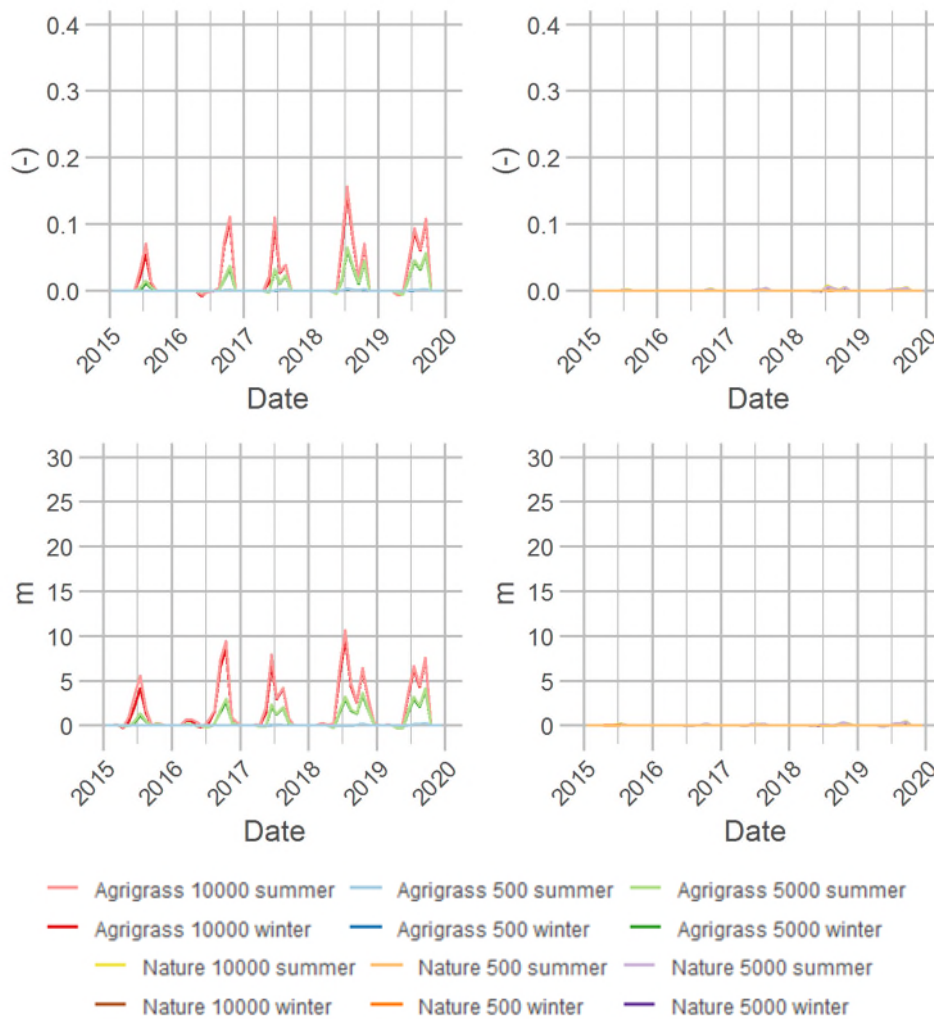 0.4
0.3
0.2
0.1
0.0
(-)
2015 2016 2017 2018 2019 2020
Date
0.4
0.3
0.2
0.1
0.0
(-)
2015 2016 2017 2018 2019 2020
Date
30
25
20
15
10
5
0
m
2015 2016 2017 2018 2019 2020
Date
30
25
20
15
10
5
0
m
2015 2016 2017 2018 2019 2020
Date
Agrigrass 10000 summer Agrigrass 500 summer Agrigrass 5000 summer
Agrigrass 10000 winter Agrigrass 500 winter Agrigrass 5000 winter
Nature 10000 summer Nature 500 summer Nature 5000 summer
Nature 10000 winter Nature 500 winter Nature 5000 winter